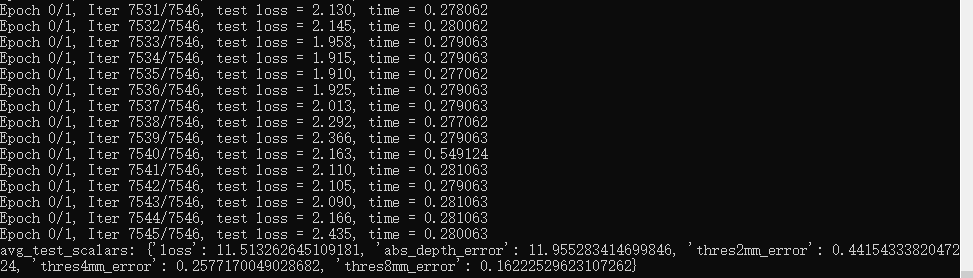 Epoch 0/1, Iter 7531/7546, test loss = 2.130, time = 0.278062
Epoch 0/1, Iter 7532/7546, test loss = 2.145, time = 0.280062
Epoch 0/1, Iter 7533/7546, test loss = 1.958, time = 0.279063
Epoch 0/1, Iter 7534/7546, test loss = 1.915, time = 0.279063
Epoch 0/1, Iter 7535/7546, test loss = 1.910, time = 0.277062
Epoch 0/1, Iter 7536/7546, test loss = 1.925, time = 0.279063
Epoch 0/1, Iter 7537/7546, test loss = 2.013, time = 0.279063
Epoch 0/1, Iter 7538/7546, test loss = 2.292, time = 0.277062
Epoch 0/1, Iter 7539/7546, test loss = 2.366, time = 0.279063
Epoch 0/1, Iter 7540/7546, test loss = 2.163, time = 0.549124
Epoch 0/1, Iter 7541/7546, test loss = 2.110, time = 0.281063
Epoch 0/1, Iter 7542/7546, test loss = 2.105, time = 0.279063
Epoch 0/1, Iter 7543/7546, test loss = 2.090, time = 0.281063
Epoch 0/1, Iter 7544/7546, test loss = 2.166, time = 0.281063
Epoch 0/1, Iter 7545/7546, test loss = 2.435, time = 0.280063
avg_test_scalars: {'loss': 11.513262645109181, 'abs_depth_error': 11.955283414699846, 'thres2mm_error': 0.44154333820472
24, 'thres4mm_error': 0.2577170049028682, 'thres8mm_error': 0.16222529623107262}